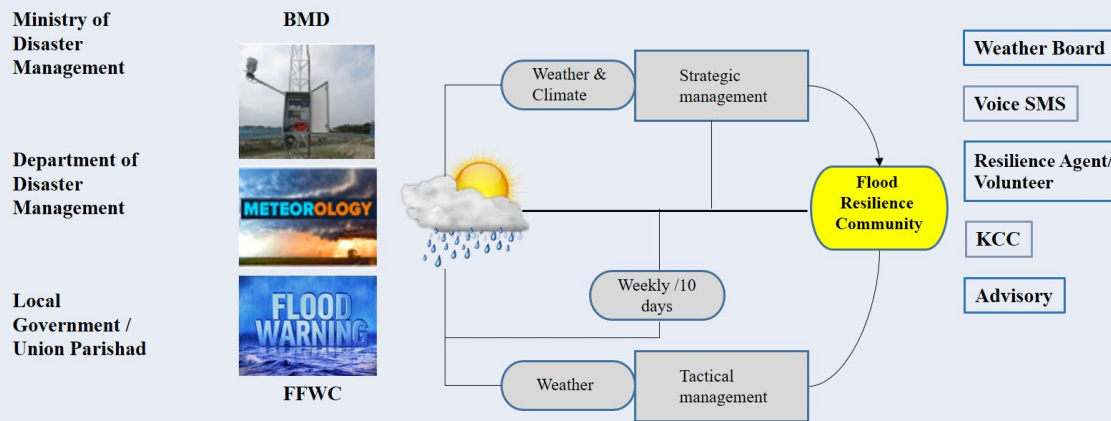 Ministry of
Disaster
Management
Department of
Disaster
Management
Local
Government /
Union Parishad
BMD
METEOROLOGY
FLOOD
WARNING
FFWC
Weather &
Climate
Strategic
management
Weekly /10
days
Weather
Tactical
management
Flood
Resilience
Community
Weather Board
Voice SMS
Resilience Agent/
Volunteer
KCC
Advisory